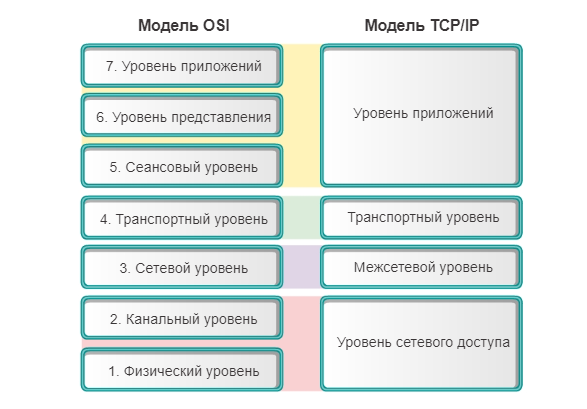 Модель OSI
Модель TCP/IP
7. Уровень приложений
6. Уровень представления
5. Сеансовый уровень
Уровень приложений
4. Транспортный уровень
Транспортный уровень
3. Сетевой уровень
Межсетевой уровень
2. Канальный уровень
1. Физический уровень
Уровень сетевого доступа